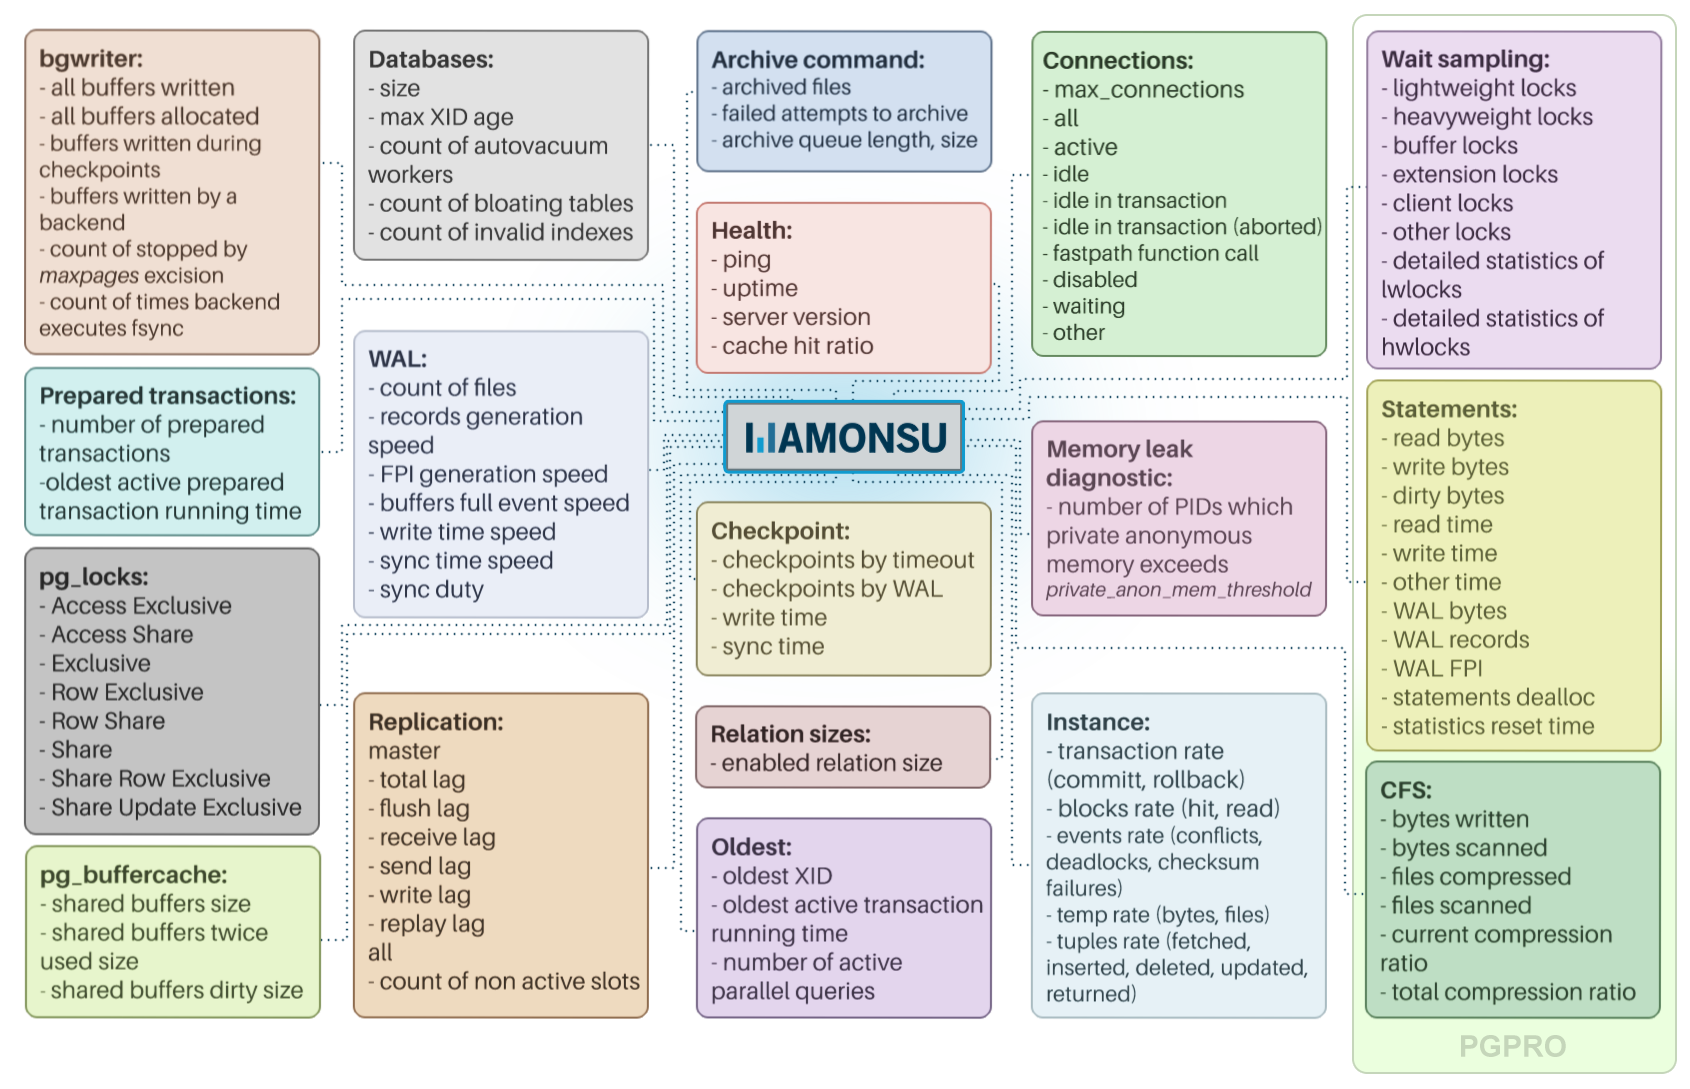 bgwriter:
- all buffers written
- all buffers allocated
- buffers written during
checkpoints
- buffers written by a
backend
- count of stopped by
maxpages excision
- count of times backend
executes fsync
Prepared transactions:
- number of prepared
transactions
-oldest active prepared
transaction running time
pg_locks:
- Access Exclusive
- Access Share
- Exclusive
- Row Exclusive
- Row Share
- Share
- Share Row Exclusive
- Share Update Exclusive
pg_buffercache:
- shared buffers size
- shared buffers twice
used size
- shared buffers dirty size
Databases:
- size
- max XID age
- count of autovacuum
workers
- count of bloating tables
- count of invalid indexes
WAL:
- count of files
- records generation
speed
- FPI generation speed
- buffers full event speed
- write time speed
- sync time speed
- sync duty
Replication:
master
- total lag
- flush lag
- receive lag
- send lag
- write lag
- replay lag
all
- count of non active slots
Archive command:
- archived files
- failed attempts to archive
- archive queue length, size
Health:
- ping
- uptime
- server version
- cache hit ratio
MAMONSU
Checkpoint:
- checkpoints by timeout
- checkpoints by WAL
- write time
- sync time
Relation sizes:
- enabled relation size
Oldest:
- oldest XID
- oldest active transaction
running time
- number of active
parallel queries
Connections:
- max_connections
- all
- active
- idle
- idle in transaction
- idle in transaction (aborted)
- fastpath function call
- disabled
- waiting
- other
Memory leak
diagnostic:
- number of PIDs which
private anonymous
memory exceeds
private_anon_mem_threshold
Instance:
- transaction rate
(committ, rollback)
- blocks rate (hit, read)
- events rate (conflicts,
deadlocks, checksum
failures)
- temp rate (bytes, files)
- tuples rate (fetched,
inserted, deleted, updated,
returned)
Wait sampling:
- lightweight locks
- heavyweight locks
- buffer locks
- extension locks
- client locks
- other locks
- detailed statistics of
lwlocks
- detailed statistics of
hwlocks
Statements:
- read bytes
- write bytes
- dirty bytes
- read time
- write time
- other time
- WAL bytes
- WAL records
- WAL FPI
- statements dealloc
- statistics reset time
CFS:
- bytes written
- bytes scanned
- files compressed
- files scanned
- current compression
ratio
- total compression ratio
PGPRO